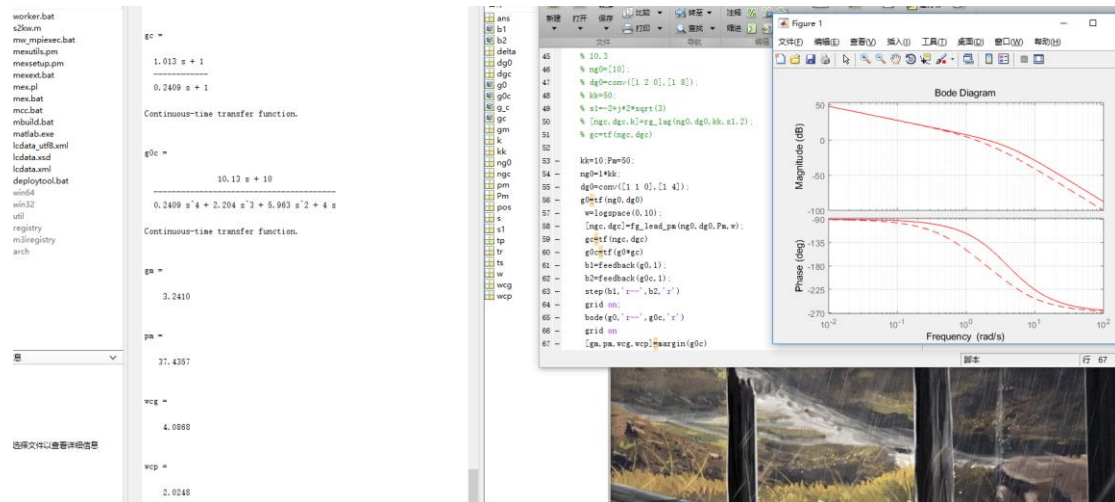 worker.bat
s2kw.m
mw_mpiexec.bat
mexutils.pm
mexsetup.pm
mexext.bat
mex.pl
mex.bat
mcc.bat
mbuild.bat
matlab.exe
lcdata_utf8.xml
lcdata.xsd
lcdata.xml
deploytool.bat
win64
win32
util
registry
m3iregistry
arch
息
选择文件以查看详细信息
gc =
1.013 s + 1
------------
0.2409 s + 1
Continuous-time transfer function.
g0c =
10.13 s + 10
-----------------------------------------
0.2409 s^4 + 2.204 s^3 + 5.963 s^2 + 4 s
Continuous-time transfer function.
gm =
3.2410
pm =
37.4357
wcg =
4.0868
wcp =
2.0248
ans
b1
b2
delta
dg0
dgc
g0
g0c
g_c
gc
gm
k
kk
ng0
ngc
pm
Pm
pos
s
s1
tp
tr
ts
w
wcg
wcp
新建 打开 保存 比较 转至 注释
打印 查找 缩进
文件 导航 编辑
45 % 10.3
46 % ng0=[10];
47 % dg0=conv([1 2 0],[1 8]);
48 % kk=50;
49 % s1=-2+j*2*sqrt(3)
50 % [ngc,dgc,k]=rg_lag(ng0,dg0,kk,s1,2);
51 % gc=tf(ngc,dgc)
52
53 – kk=10;Pm=50;
54 – ng0=1*kk;
55 – dg0=conv([1 1 0],[1 4]);
56 – g0=tf(ng0,dg0)
57 – w=logspace(0,10);
58 – [ngc,dgc]=fg_lead_pm(ng0,dg0,Pm,w);
59 – gc=tf(ngc,dgc)
60 – g0c=tf(g0*gc)
61 – b1=feedback(g0,1);
62 – b2=feedback(g0c,1);
63 – step(b1,'r--',b2,'r')
64 – grid on;
65 – bode(g0,'r--',g0c,'r')
66 – grid on
67 – [gm,pm,wcg,wcp]=margin(g0c)
脚本 行 67
Figure 1
文件(F) 编辑(E) 查看(V) 插入(I) 工具(T) 桌面(D) 窗口(W) 帮助(H)
Bode Diagram
Magnitude (dB)
50
0
-50
-100
Phase (deg)
-90
-135
-180
-225
-270
10^-2 10^-1 10^0 10^1 10^2
Frequency (rad/s)